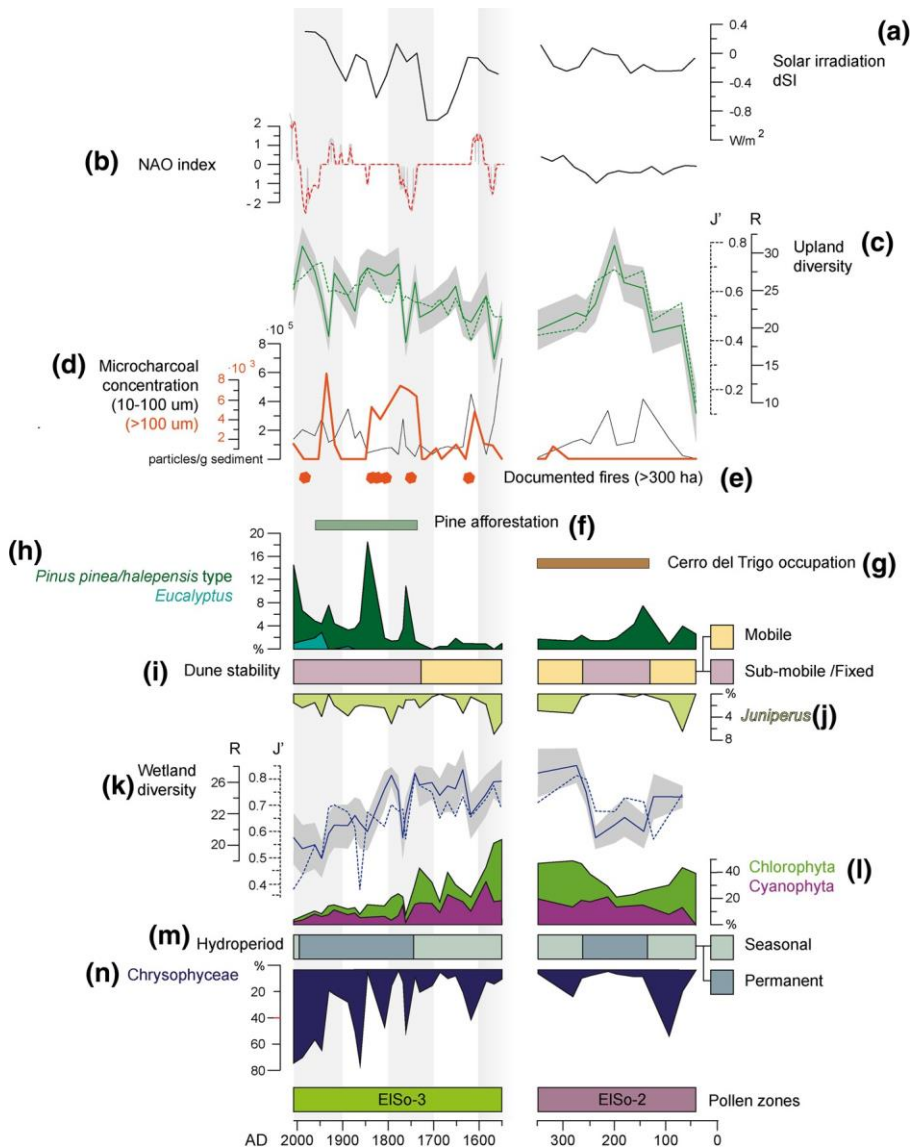 (a)
Solar irradiation
dSI
0.4
0
-0.4
-0.8
W/m2
(b)
NAO index
2
1
0
1
- 2
(c)
Upland
diversity
J'
R
0.8
0.6
0.4
0.2
30
25
20
15
10
(d)
Microcharcoal
concentration
(10-100 um)
(>100 um)
particles/g sediment
·10 5
8
6
4
2
·10 3
8
6
4
2
Documented fires (>300 ha)
(e)
Pine afforestation
(f)
Cerro del Trigo occupation
(g)
(h)
Pinus pinea/halepensis type
Eucalyptus
20
16
12
8
4
%
(i)
Dune stability
Mobile
Sub-mobile /Fixed
Juniperus
(j)
%
4
8
(k)
Wetland
diversity
R
J'
26
22
20
0.8
0.7
0.6
0.5
0.4
Chlorophyta
Cyanophyta
(l)
40
20
%
(m)
Hydroperiod
Seasonal
Permanent
(n)
Chrysophyceae
%
20
40
60
80
ElSo-3
ElSo-2
Pollen zones
AD
2000
1900
1800
1700
1600
300
200
100
0